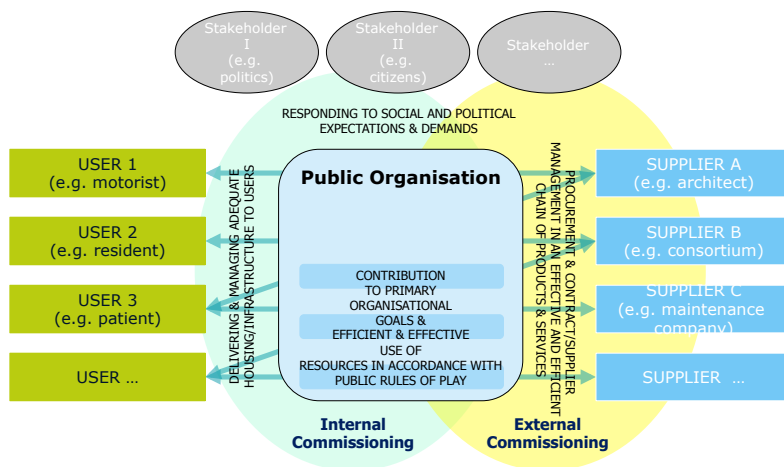 Stakeholder
I
(e.g.
politics)
Stakeholder
II
(e.g.
citizens)
Stakeholder
…
RESPONDING TO SOCIAL AND POLITICAL
EXPECTATIONS & DEMANDS
USER 1
(e.g. motorist)
USER 2
(e.g. resident)
USER 3
(e.g. patient)
USER …
DELIVERING & MANAGING ADEQUATE
HOUSING/INFRASTRUCTURE TO USERS
Public Organisation
CONTRIBUTION
TO PRIMARY
ORGANISATIONAL
GOALS &
EFFICIENT & EFFECTIVE
USE OF
RESOURCES IN ACCORDANCE WITH
PUBLIC RULES OF PLAY
PROCUREMENT & CONTRACT/SUPPLIER
MANAGEMENT IN AN EFFECTIVE AND EFFICIENT
CHAIN OF PRODUCTS & SERVICES
SUPPLIER A
(e.g. architect)
SUPPLIER B
(e.g. consortium)
SUPPLIER C
(e.g. maintenance
company)
SUPPLIER …
Internal
Commissioning
External
Commissioning